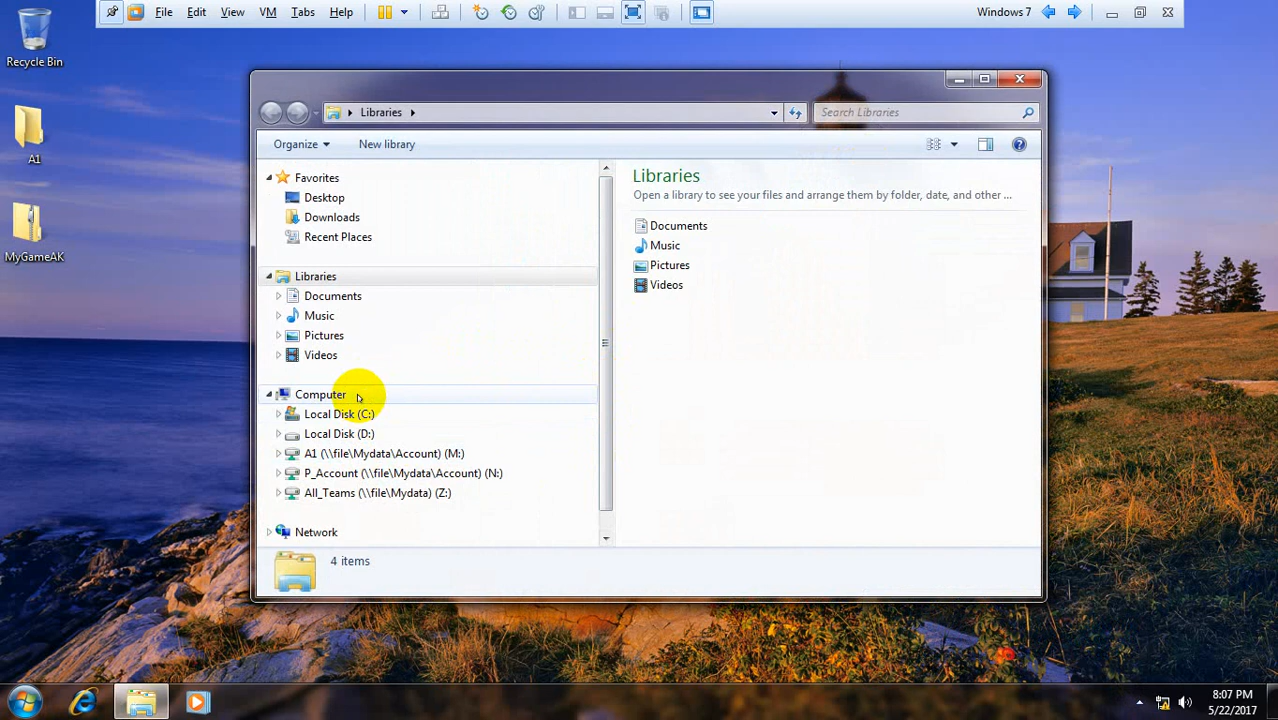 File Edit View VM Tabs Help
Windows 7
Recycle Bin
A1
MyGameAK
Libraries
Search Libraries
Organize
New library
Favorites
Desktop
Downloads
Recent Places
Libraries
Documents
Music
Pictures
Videos
Computer
Local Disk (C:)
Local Disk (D:)
A1 (\\file\Mydata\Account) (M:)
P_Account (\\file\Mydata\Account) (N:)
All_Teams (\\file\Mydata) (Z:)
Network
Libraries
Open a library to see your files and arrange them by folder, date, and other ...
Documents
Music
Pictures
Videos
4 items
8:07 PM
5/22/2017